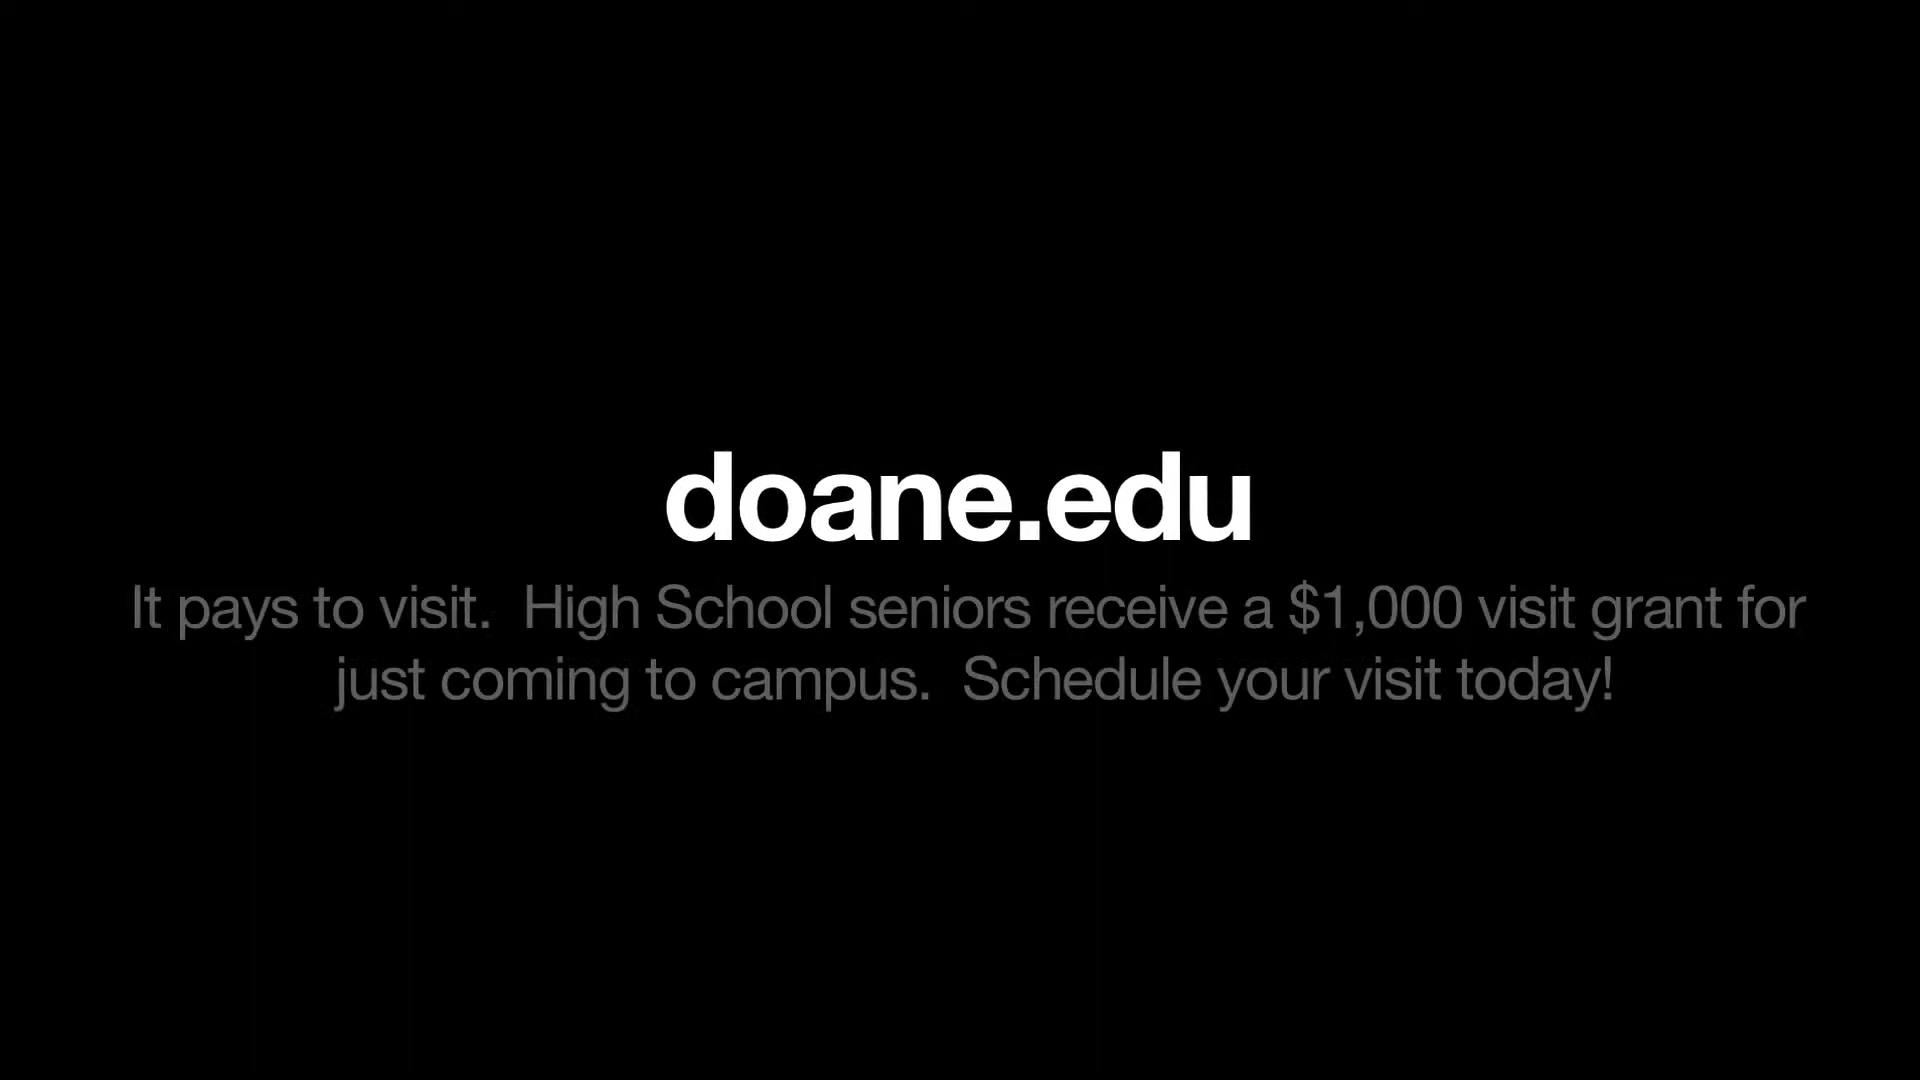 doane.edu
It pays to visit.  High School seniors receive a $1,000 visit grant for
just coming to campus.  Schedule your visit today!